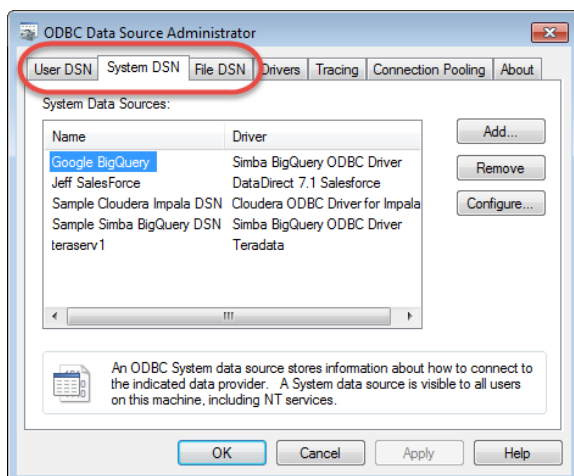 ODBC Data Source Administrator
User DSN System DSN File DSN Drivers Tracing Connection Pooling About
System Data Sources:
Name Driver
Google BigQuery Simba BigQuery ODBC Driver
Jeff SalesForce DataDirect 7.1 Salesforce
Sample Cloudera Impala DSN Cloudera ODBC Driver for Impala
Sample Simba BigQuery DSN Simba BigQuery ODBC Driver
teraserv1 Teradata
Add...
Remove
Configure...
An ODBC System data source stores information about how to connect to
the indicated data provider. A System data source is visible to all users
on this machine, including NT services.
OK Cancel Apply Help